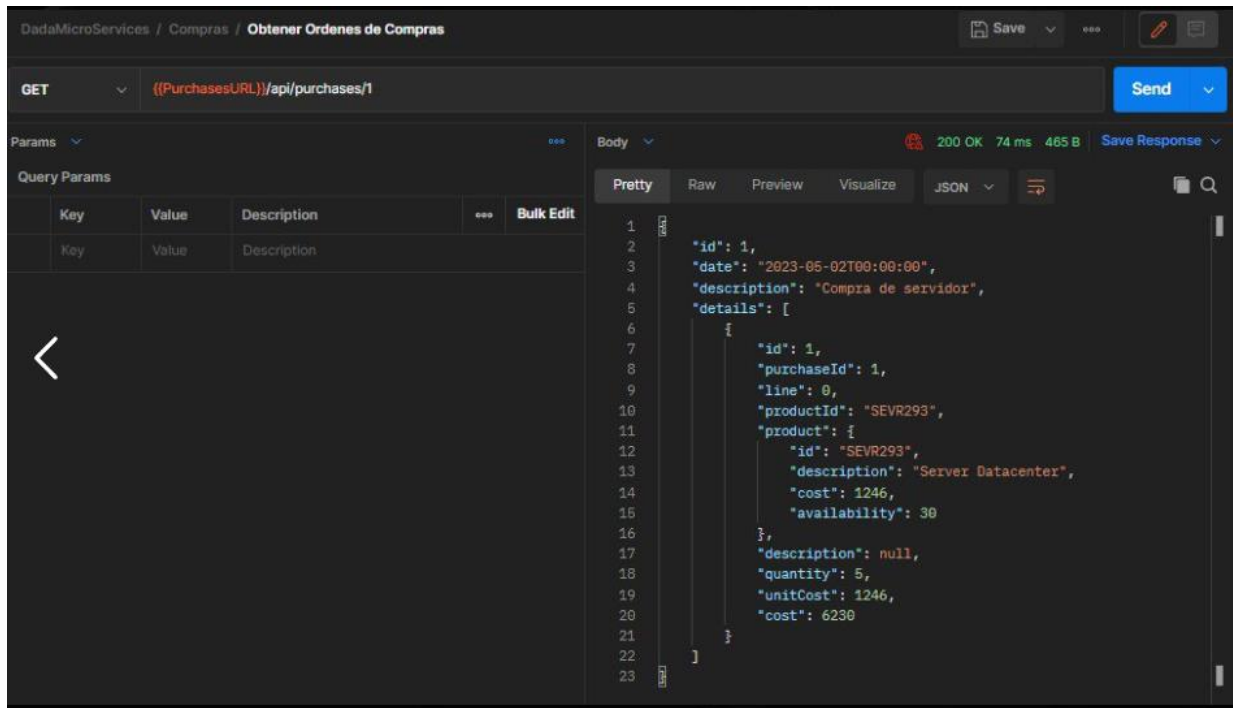 DadaMicroServices / Compras / Obtener Ordenes de Compras
Save
GET
{{PurchasesURL}}/api/purchases/1
Send
Params
Query Params
Key Value Description Bulk Edit
Key Value Description
Body
200 OK 74 ms 465 B Save Response
Pretty Raw Preview Visualize JSON
1 {
2 "id": 1,
3 "date": "2023-05-02T00:00:00",
4 "description": "Compra de servidor",
5 "details": [
6 {
7 "id": 1,
8 "purchaseId": 1,
9 "line": 0,
10 "productId": "SEVR293",
11 "product": {
12 "id": "SEVR293",
13 "description": "Server Datacenter",
14 "cost": 1246,
15 "availability": 30
16 },
17 "description": null,
18 "quantity": 5,
19 "unitCost": 1246,
20 "cost": 6230
21 }
22 ]
23 }